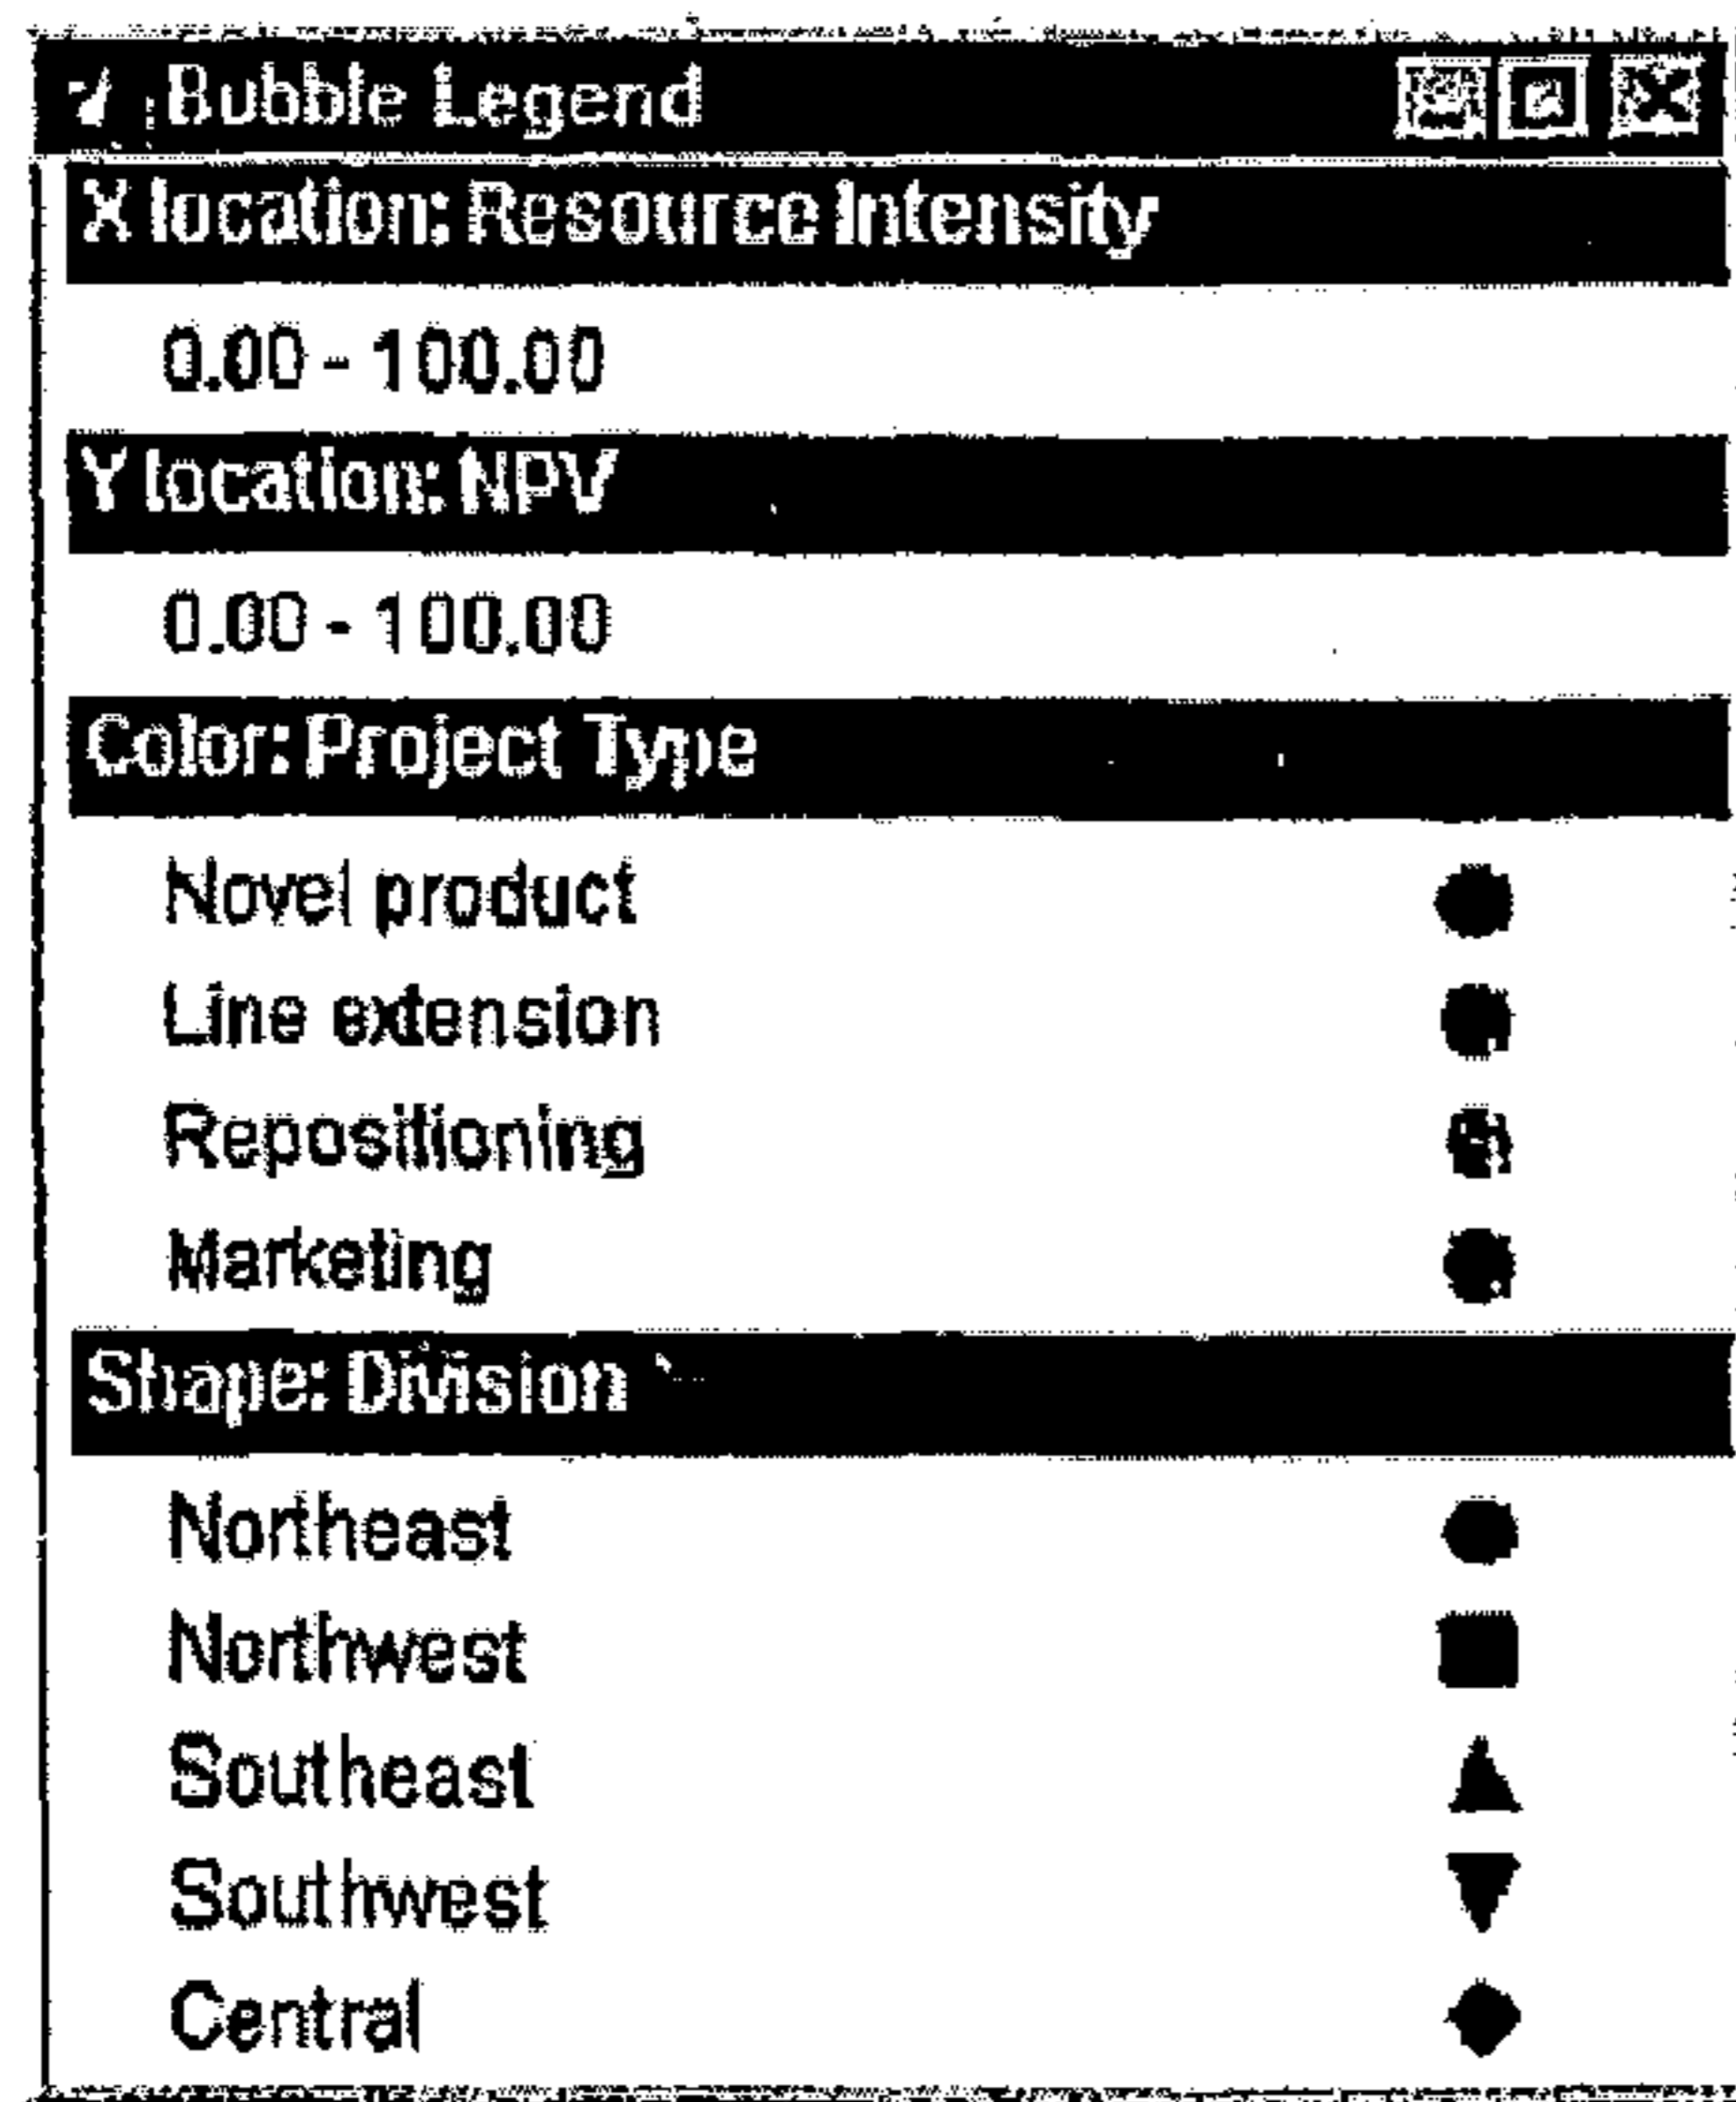 Bubble Legend
X location: Resource Intensity
0.00 - 100.00
Y location: NPV
0.00 - 100.00
Color: Project Type
Novel product
Line extension
Repositioning
Marketing
Shape: Division
Northeast
Northwest
Southeast
Southwest
Central